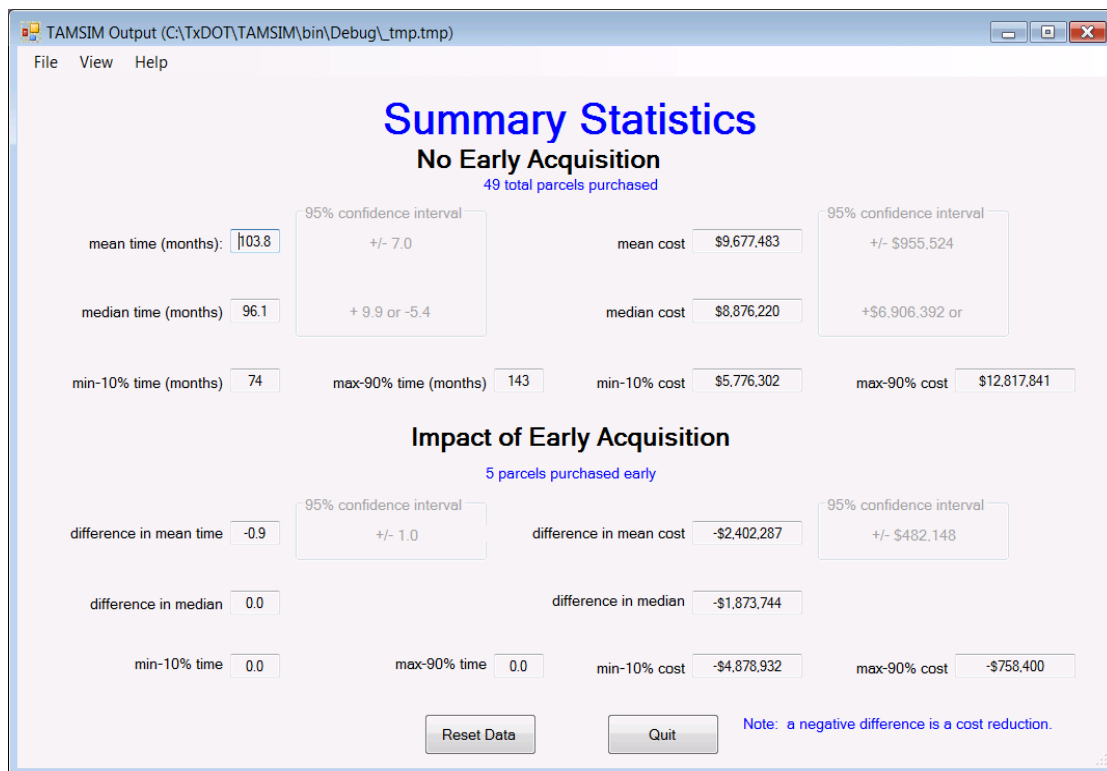 TAMSIM Output (C:\TxDOT\TAMSIM\bin\Debug\_tmp.tmp)
File View Help
Summary Statistics
No Early Acquisition
49 total parcels purchased
95% confidence interval 95% confidence interval
mean time (months): 103.8 +/- 7.0 mean cost $9,677,483 +/- $955,524
median time (months) 96.1 + 9.9 or -5.4 median cost $8,876,220 +$6,906,392 or
min-10% time (months) 74 max-90% time (months) 143 min-10% cost $5,776,302 max-90% cost $12,817,841
Impact of Early Acquisition
5 parcels purchased early
95% confidence interval 95% confidence interval
difference in mean time -0.9 +/- 1.0 difference in mean cost -$2,402,287 +/- $482,148
difference in median 0.0 difference in median -$1,873,744
min-10% time 0.0 max-90% time 0.0 min-10% cost -$4,878,932 max-90% cost -$758,400
Reset Data Quit Note: a negative difference is a cost reduction.